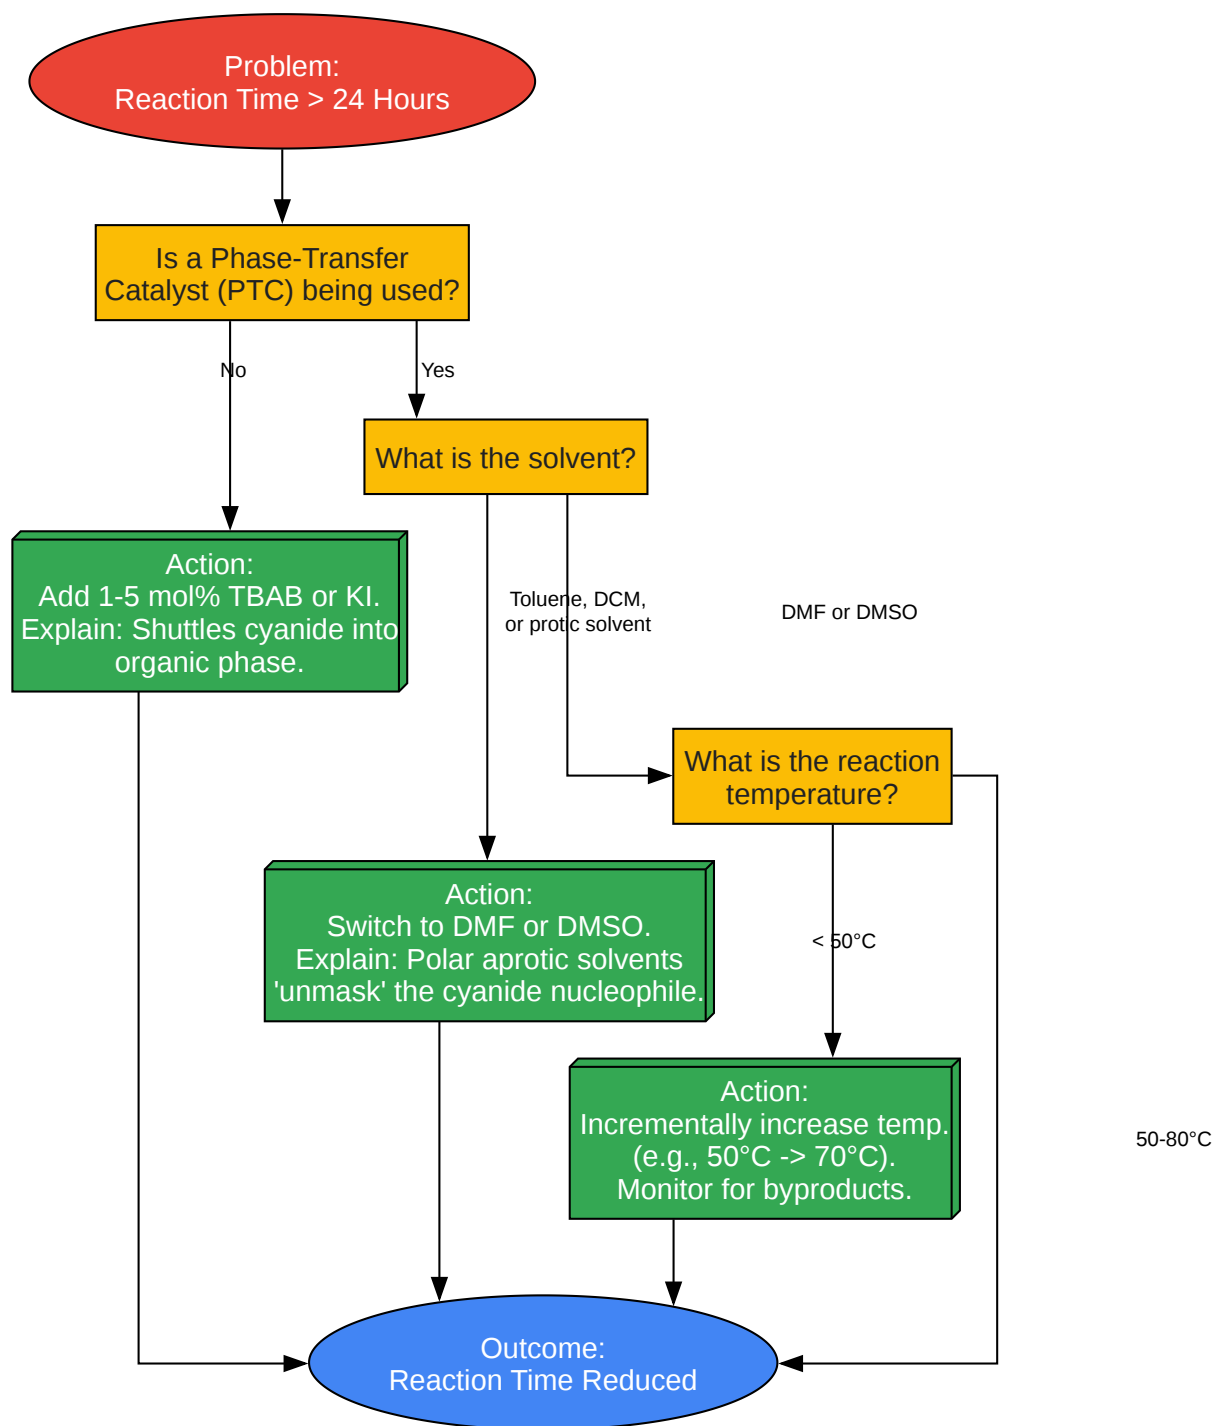 Problem:
Reaction Time > 24 Hours
Is a Phase-Transfer
Catalyst (PTC) being used?
No
Yes
What is the solvent?
Action:
Add 1-5 mol% TBAB or KI.
Explain: Shuttles cyanide into
organic phase.
Toluene, DCM,
or protic solvent
DMF or DMSO
What is the reaction
temperature?
Action:
Switch to DMF or DMSO.
Explain: Polar aprotic solvents
'unmask' the cyanide nucleophile.
< 50°C
Action:
Incrementally increase temp.
(e.g., 50°C -> 70°C).
Monitor for byproducts.
50-80°C
Outcome:
Reaction Time Reduced